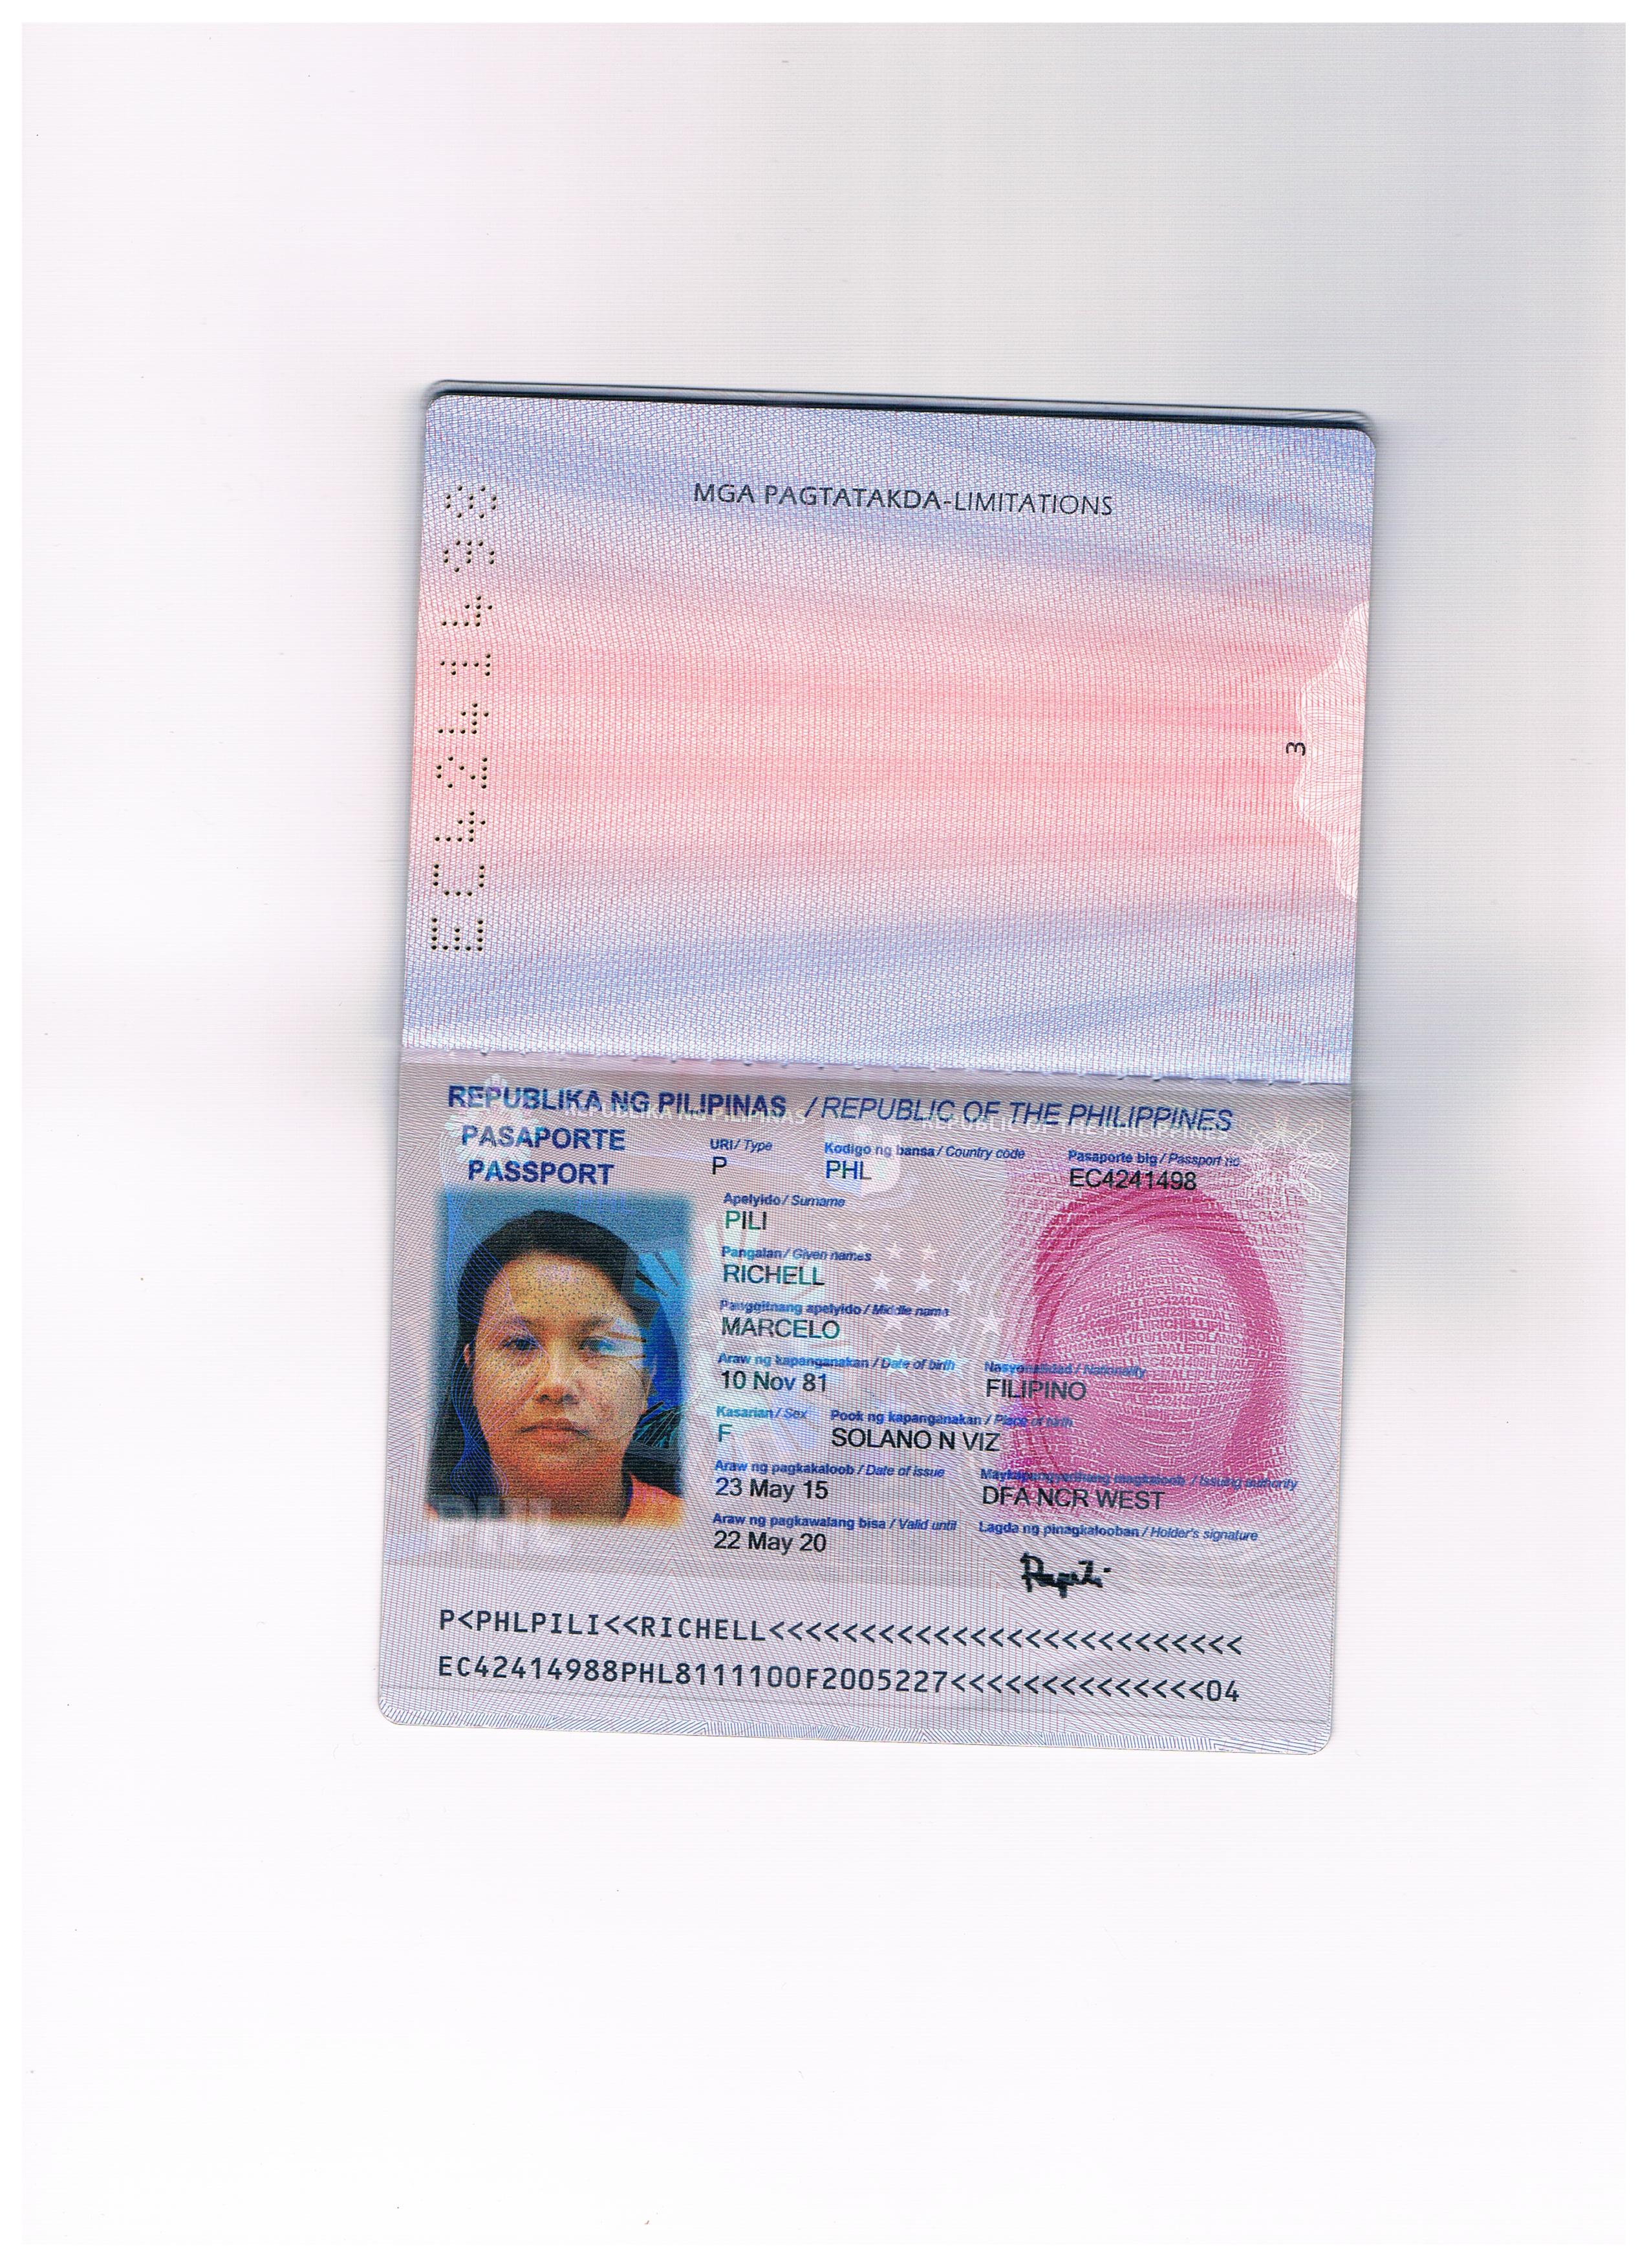 EC4241498
MGA PAGTATAKDA-LIMITATIONS
3
REPUBLIKA NG PILIPINAS / REPUBLIC OF THE PHILIPPINES
PASAPORTE
PASSPORT
URI/ Type
P
Kodigo ng bansa / Country code
PHL
Pasaporte blg / Passport no
EC4241498
Apelyido / Surname
PILI
Pangalan / Given names
RICHELL
Panggitnang apelyido / Middle name
MARCELO
Araw ng kapanganakan / Date of birth
10 Nov 81
Nasyonalidad / Nationality
FILIPINO
Kasarian / Sex
F
Pook ng kapanganakan / Place of birth
SOLANO N VIZ
Araw ng pagkakaloob / Date of issue
23 May 15
Maykapangyarihang magkaloob / Issuing authority
DFA NCR WEST
Araw ng pagkawalang bisa / Valid until
22 May 20
Lagda ng pinagkalooban / Holder's signature
PHL
P<PHLPILI<<RICHELL<<<<<<<<<<<<<<<<<<<<<<<<<<
EC42414988PHL8111100F2005227<<<<<<<<<<<<<<04